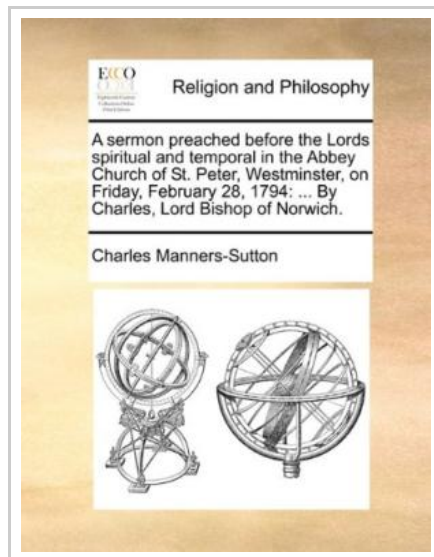 ECCO
Religion and Philosophy
A sermon preached before the Lords
spiritual and temporal in the Abbey
Church of St. Peter, Westminster, on
Friday, February 28, 1794: ... By
Charles, Lord Bishop of Norwich.
Charles Manners-Sutton